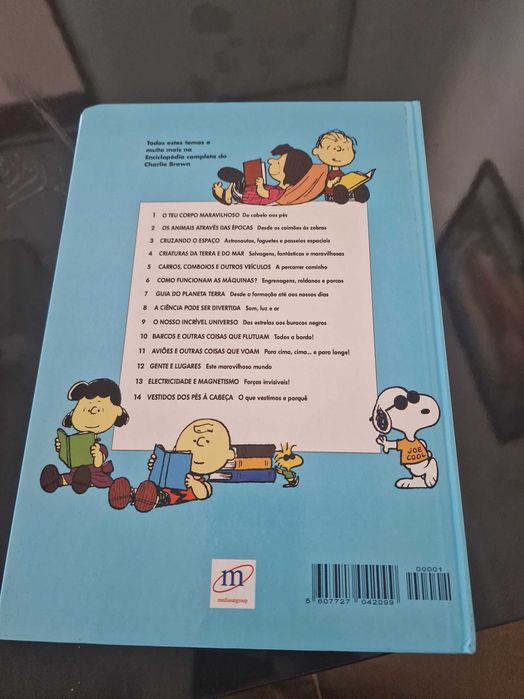 Todos estes temas e
muito mais na
Enciclopédia completa do
Charlie Brown
1 O TEU CORPO MARAVILHOSO Do cabelo aos pés
2 OS ANIMAIS ATRAVÉS DAS ÉPOCAS Desde os caimões às zebras
3 CRUZANDO O ESPAÇO Astronautas, foguetes e passeios espaciais
4 CRIATURAS DA TERRA E DO MAR Selvagens, fantásticas e maravilhosas
5 CARROS, COMBOIOS E OUTROS VEÍCULOS A percorrer caminho
6 COMO FUNCIONAM AS MÁQUINAS? Engrenagens, roldanas e porcas
7 GUIA DO PLANETA TERRA Desde a formação até aos nossos dias
8 A CIÊNCIA PODE SER DIVERTIDA Som, luz e ar
9 O NOSSO INCRÍVEL UNIVERSO Das estrelas aos buracos negros
10 BARCOS E OUTRAS COISAS QUE FLUTUAM Todos a bordo!
11 AVIÕES E OUTRAS COISAS QUE VOAM Para cima, cima... e para longe!
12 GENTE E LUGARES Este maravilhoso mundo
13 ELECTRICIDADE E MAGNETISMO Forças invisíveis!
14 VESTIDOS DOS PÉS À CABEÇA O que vestimos e porquê
JOE
COOL
m
mediasatgroup
00001
5 607727 042099